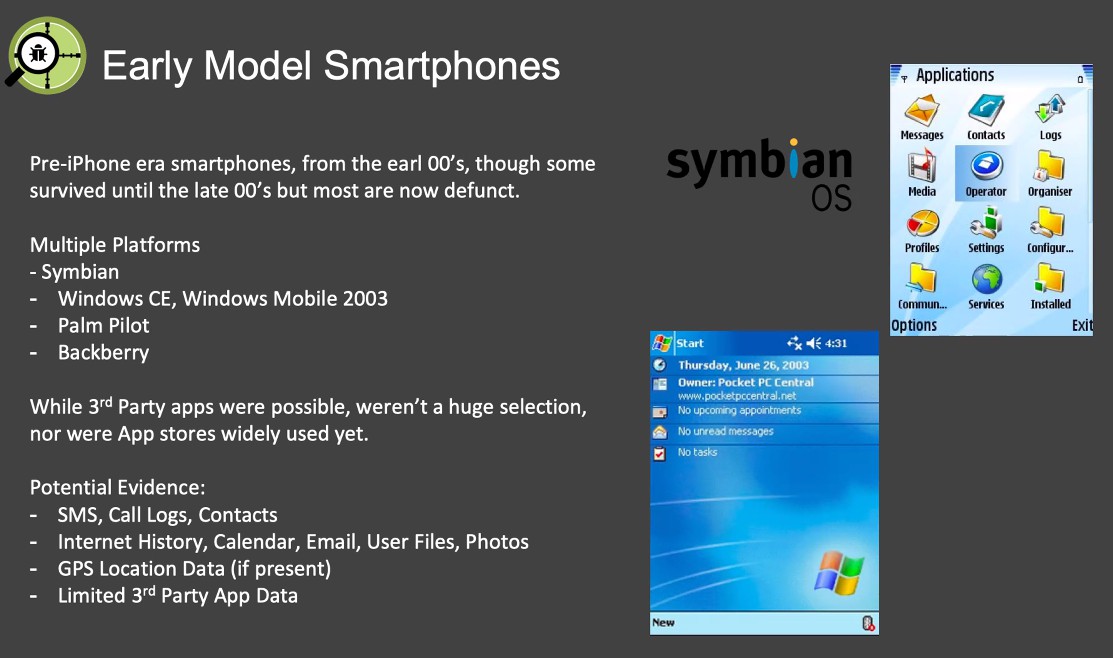 Early Model Smartphones
Pre-iPhone era smartphones, from the earl 00's, though some
survived until the late 00's but most are now defunct.
Multiple Platforms
- Symbian
- Windows CE, Windows Mobile 2003
- Palm Pilot
- Backberry
While 3rd Party apps were possible, weren't a huge selection,
nor were App stores widely used yet.
Potential Evidence:
- SMS, Call Logs, Contacts
- Internet History, Calendar, Email, User Files, Photos
- GPS Location Data (if present)
- Limited 3rd Party App Data
symbian
OS
Applications
Messages Contacts Logs
Media Operator Organiser
Profiles Settings Configur...
Commun... Services Installed
Options Exit
Start 4:31
Thursday, June 26, 2003
Owner: Pocket PC Central
www.pocketpccentral.net
No upcoming appointments
No unread messages
No tasks
New